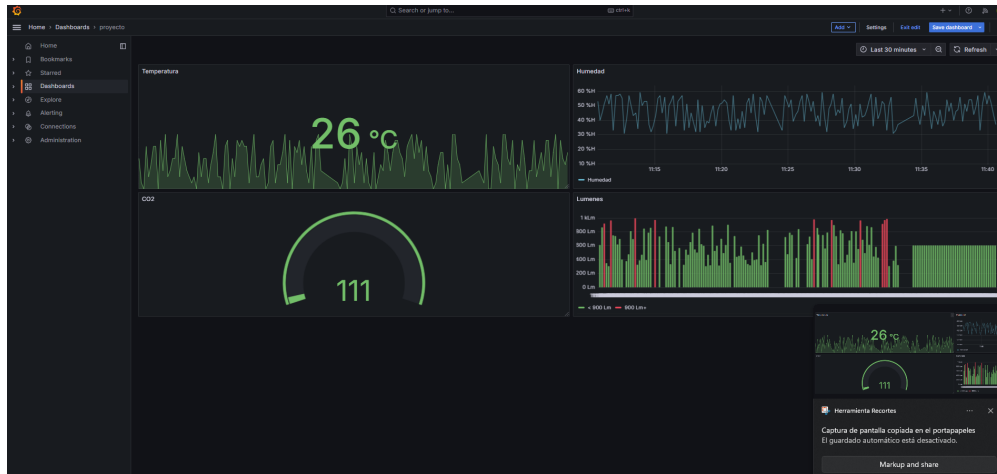 Search or jump to...
ctrl+k
Home › Dashboards › proyecto
Add
Settings
Exit edit
Save dashboard
Home
Bookmarks
Starred
Dashboards
Explore
Alerting
Connections
Administration
Last 30 minutes
Refresh
Temperatura
26 °C
Humedad
60 %H
50 %H
40 %H
30 %H
20 %H
10 %H
11:15
11:20
11:25
11:30
11:35
11:40
Humedad
CO2
111
Lumenes
1 kLm
800 Lm
600 Lm
400 Lm
200 Lm
0 Lm
< 900 Lm
900 Lm+
26 °C
111
Herramienta Recortes
Captura de pantalla copiada en el portapapeles
El guardado automático está desactivado.
Markup and share